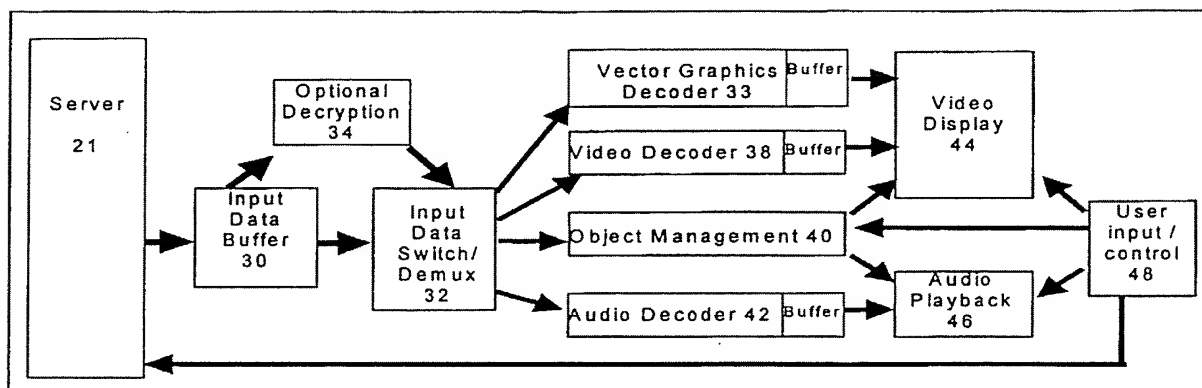 Server
21
Optional
Decryption
34
Input
Data
Buffer
30
Input
Data
Switch/
Demux
32
Vector Graphics
Decoder 33
Buffer
Video Decoder 38
Buffer
Object Management 40
Audio Decoder 42
Buffer
Video
Display
44
Audio
Playback
46
User
input /
control
48